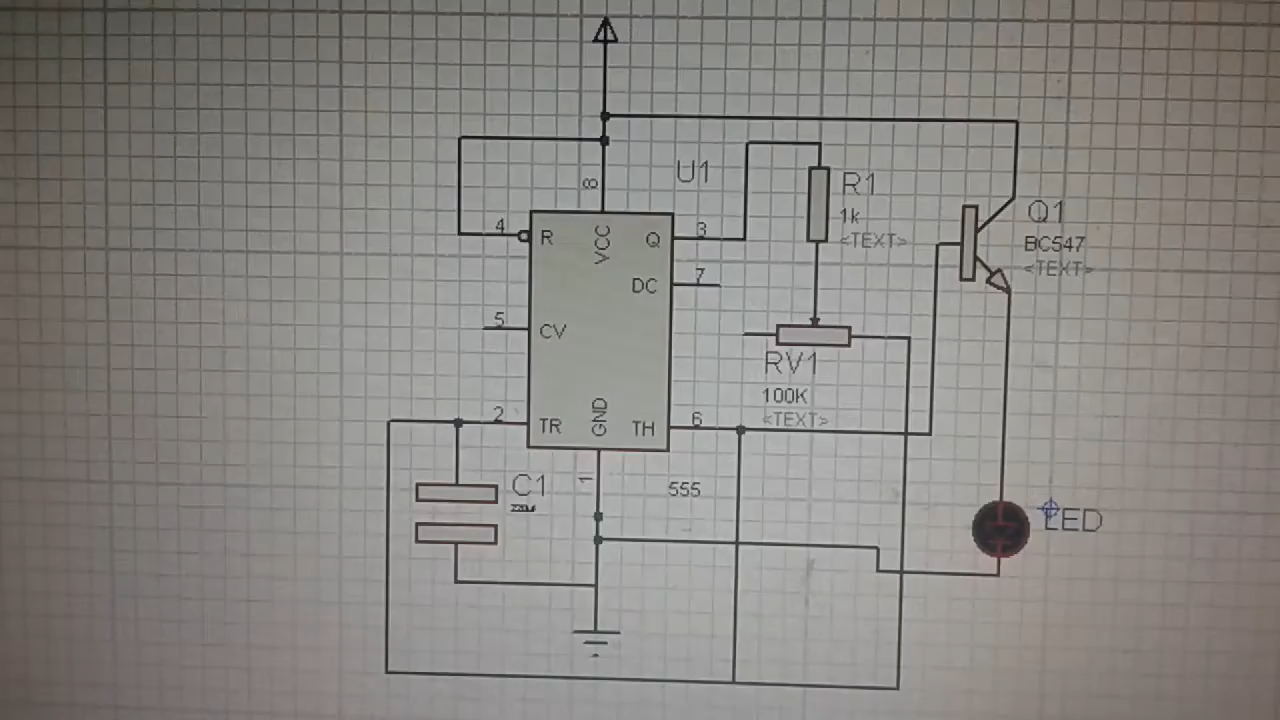 U1
8
4
R
VCC
Q
3
R1
1k
<TEXT>
Q1
BC547
<TEXT>
DC
7
5
CV
RV1
100K
<TEXT>
2
TR
GND
TH
6
C1
1
555
LED